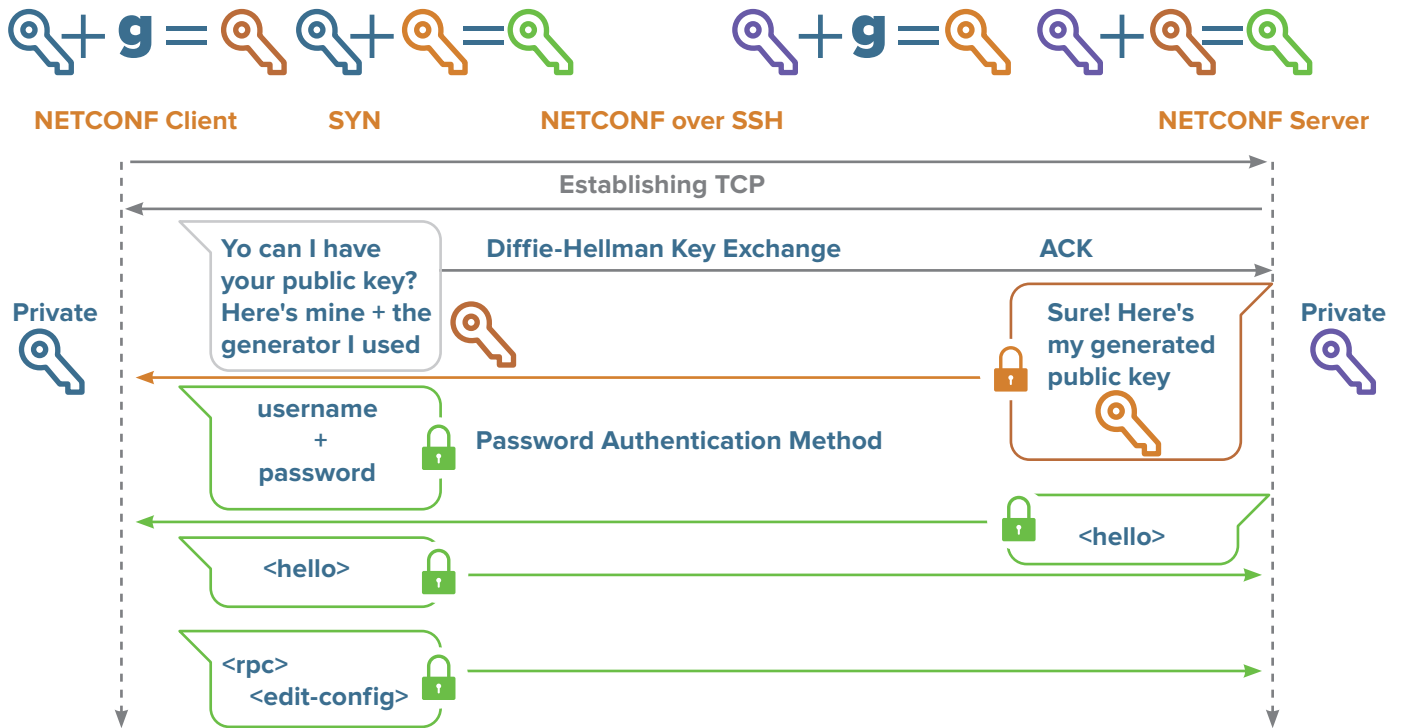 + g = + =
+ g = + =
NETCONF Client
SYN
NETCONF over SSH
NETCONF Server
Establishing TCP
Yo can I have
your public key?
Here's mine + the
generator I used
Diffie-Hellman Key Exchange
ACK
Private
Sure! Here's
my generated
public key
Private
username
+
password
Password Authentication Method
<hello>
<hello>
<rpc>
<edit-config>